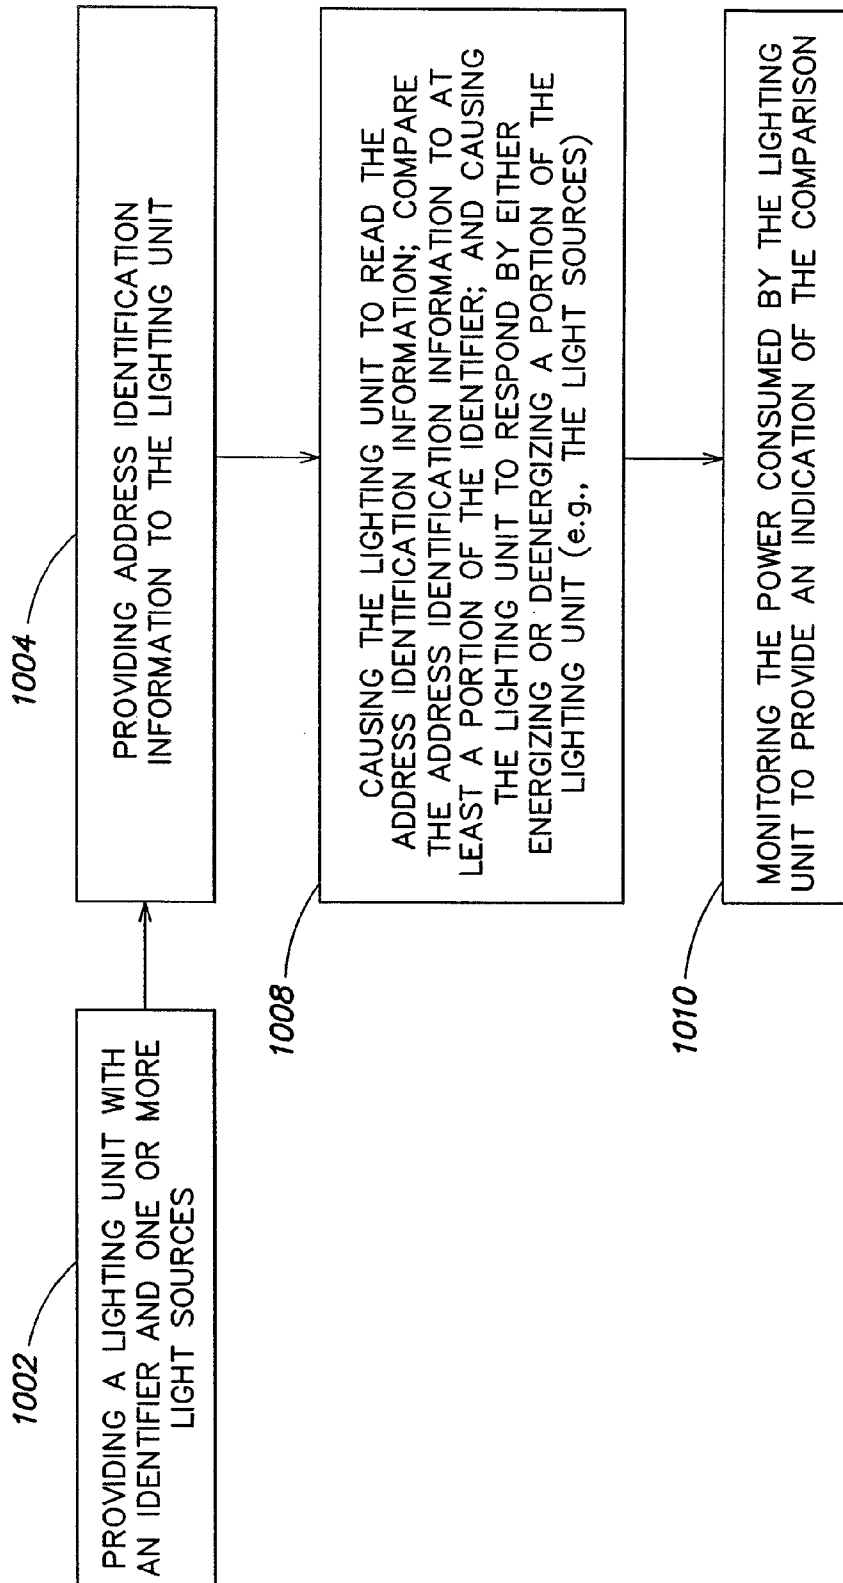 1002
PROVIDING A LIGHTING UNIT WITH
AN IDENTIFIER AND ONE OR MORE
LIGHT SOURCES
1004
PROVIDING ADDRESS IDENTIFICATION
INFORMATION TO THE LIGHTING UNIT
1008
CAUSING THE LIGHTING UNIT TO READ THE
ADDRESS IDENTIFICATION INFORMATION; COMPARE
THE ADDRESS IDENTIFICATION INFORMATION TO AT
LEAST A PORTION OF THE IDENTIFIER; AND CAUSING
THE LIGHTING UNIT TO RESPOND BY EITHER
ENERGIZING OR DEENERGIZING A PORTION OF THE
LIGHTING UNIT (e.g., THE LIGHT SOURCES)
1010
MONITORING THE POWER CONSUMED BY THE LIGHTING
UNIT TO PROVIDE AN INDICATION OF THE COMPARISON